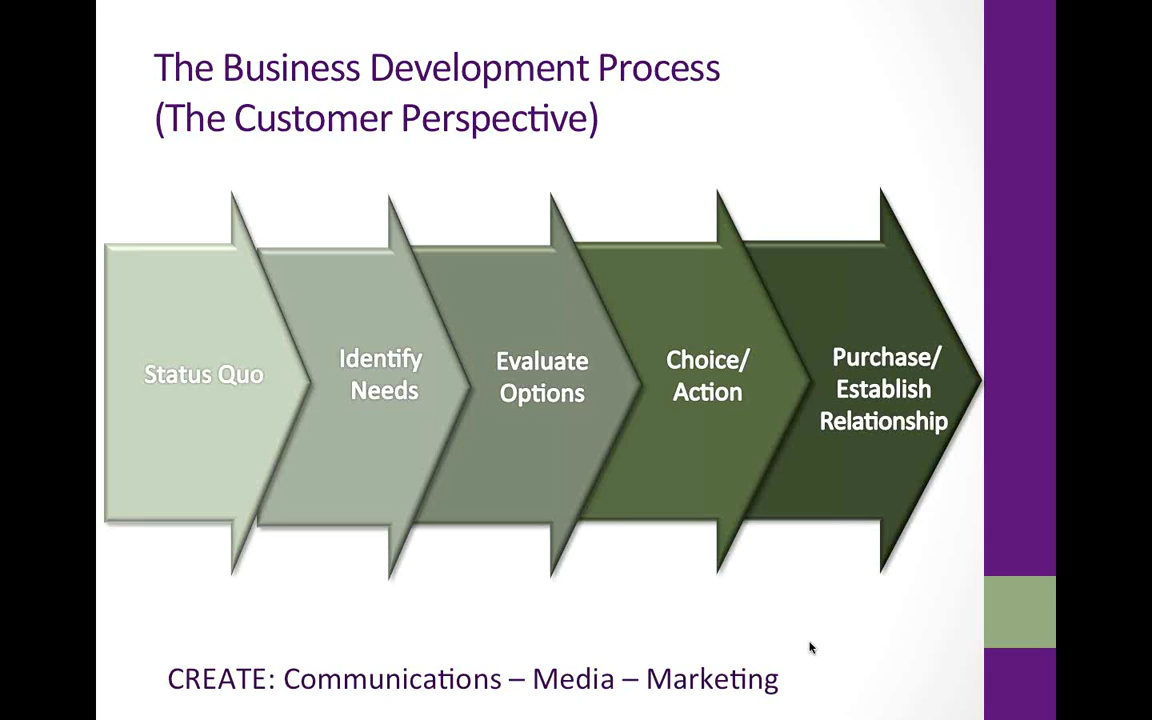 The Business Development Process
(The Customer Perspective)
Status Quo
Identify
Needs
Evaluate
Options
Choice/
Action
Purchase/
Establish
Relationship
CREATE: Communications – Media – Marketing